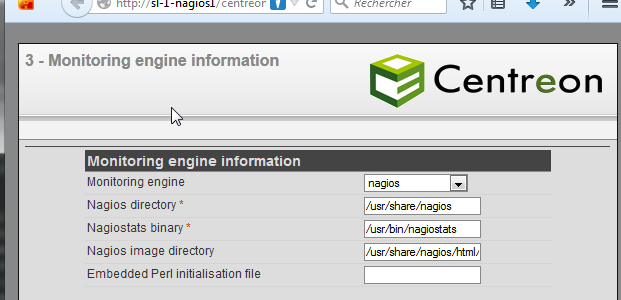 http://sl-1-nagios1/centreon
Rechercher
3 - Monitoring engine information
Centreon
Monitoring engine information
Monitoring engine nagios
Nagios directory * /usr/share/nagios
Nagiostats binary * /usr/bin/nagiostats
Nagios image directory /usr/share/nagios/html/
Embedded Perl initialisation file